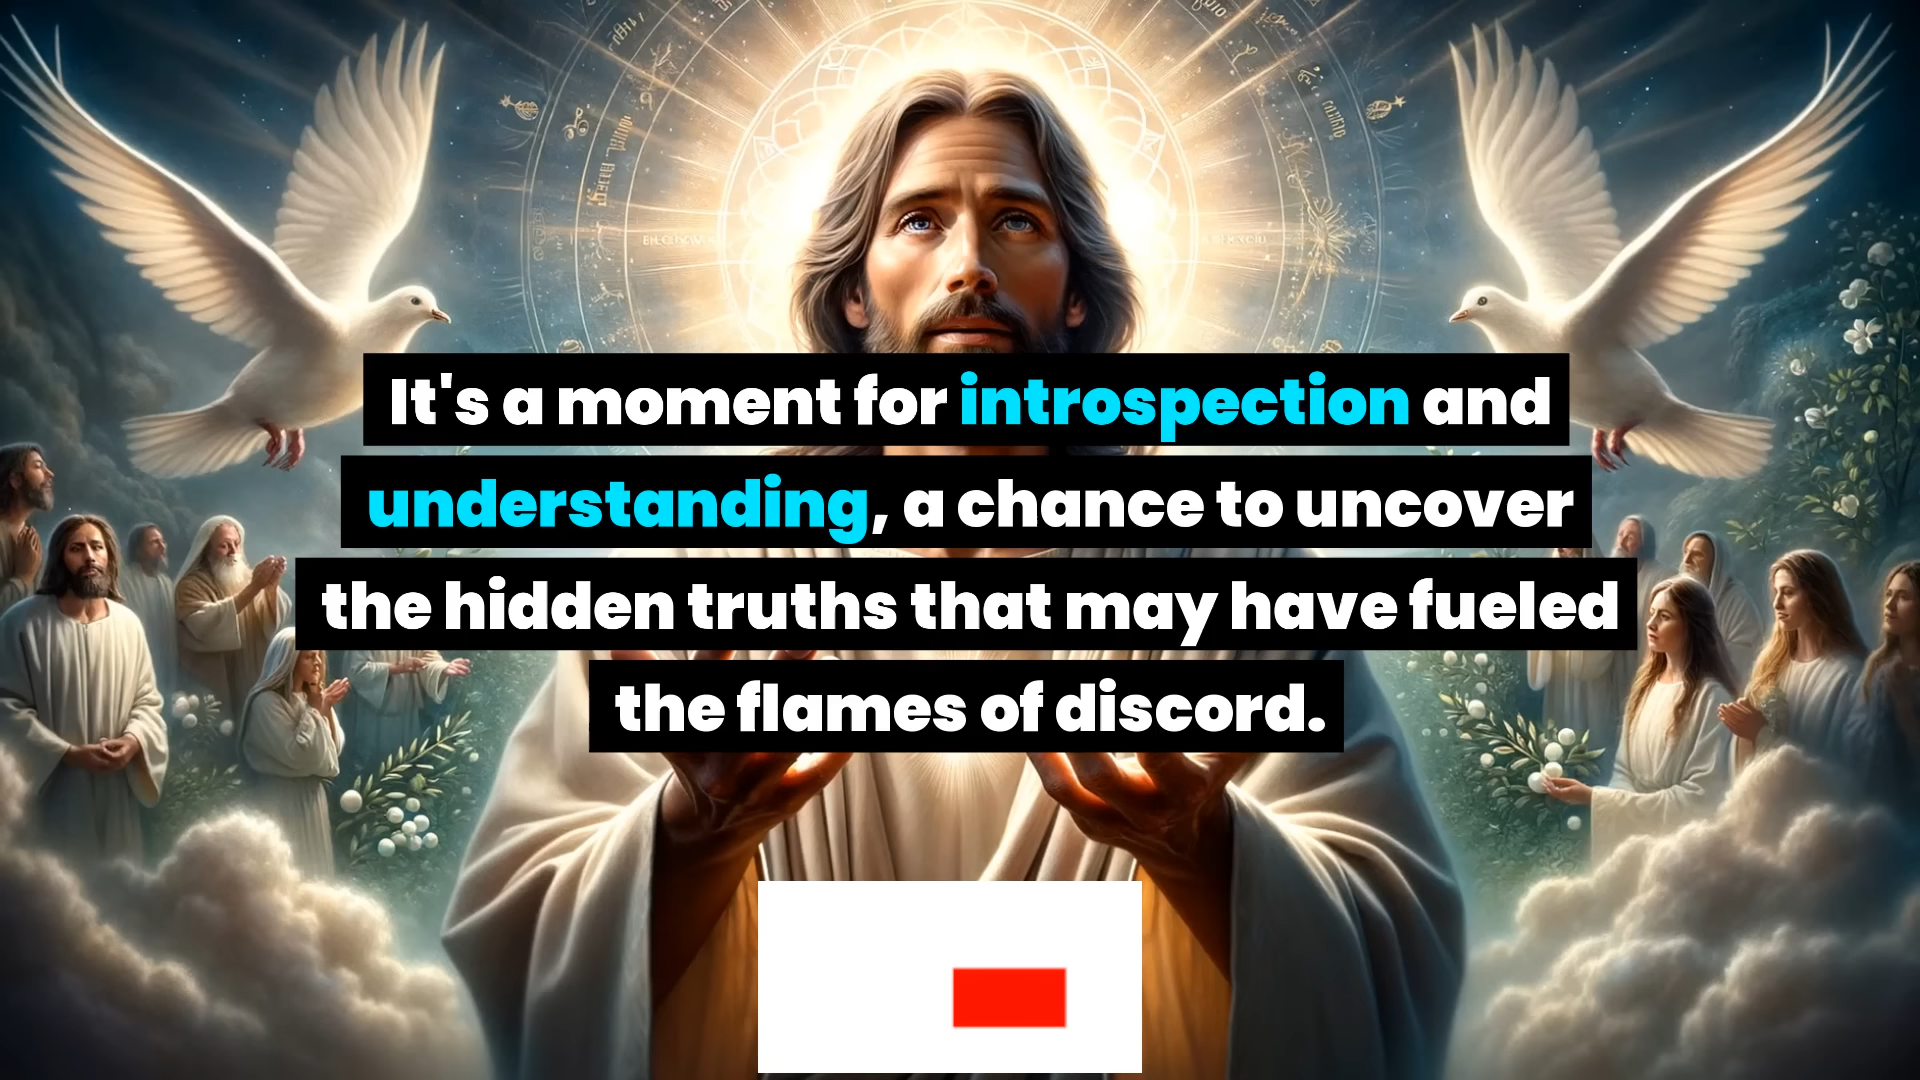 It's a moment for introspection and
understanding, a chance to uncover
the hidden truths that may have fueled
the flames of discord.